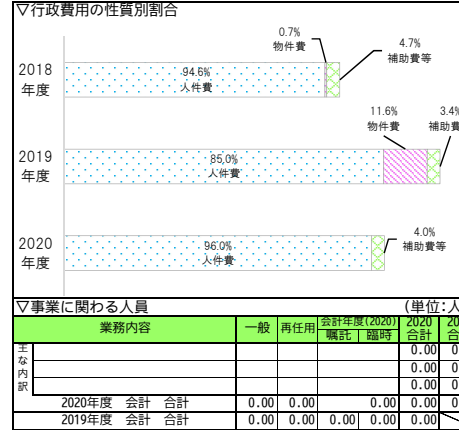 ▽行政費用の性質別割合
0.7%
物件費
4.7%
補助費等
2018
年度
94.6%
人件費
11.6%
物件費
3.4%
補助費
2019
年度
85.0%
人件費
4.0%
補助費等
2020
年度
96.0%
人件費
▽事業に関わる人員 (単位:人
業務内容 一般 再任用 会計年度(2020) 嘱託 臨時 2020 合計 合
主な内訳
0.00 0
0.00 0
0.00 0
2020年度 会計 合計 0.00 0.00 0.00 0.00 0
2019年度 会計 合計 0.00 0.00 0.00 0.00 0.00